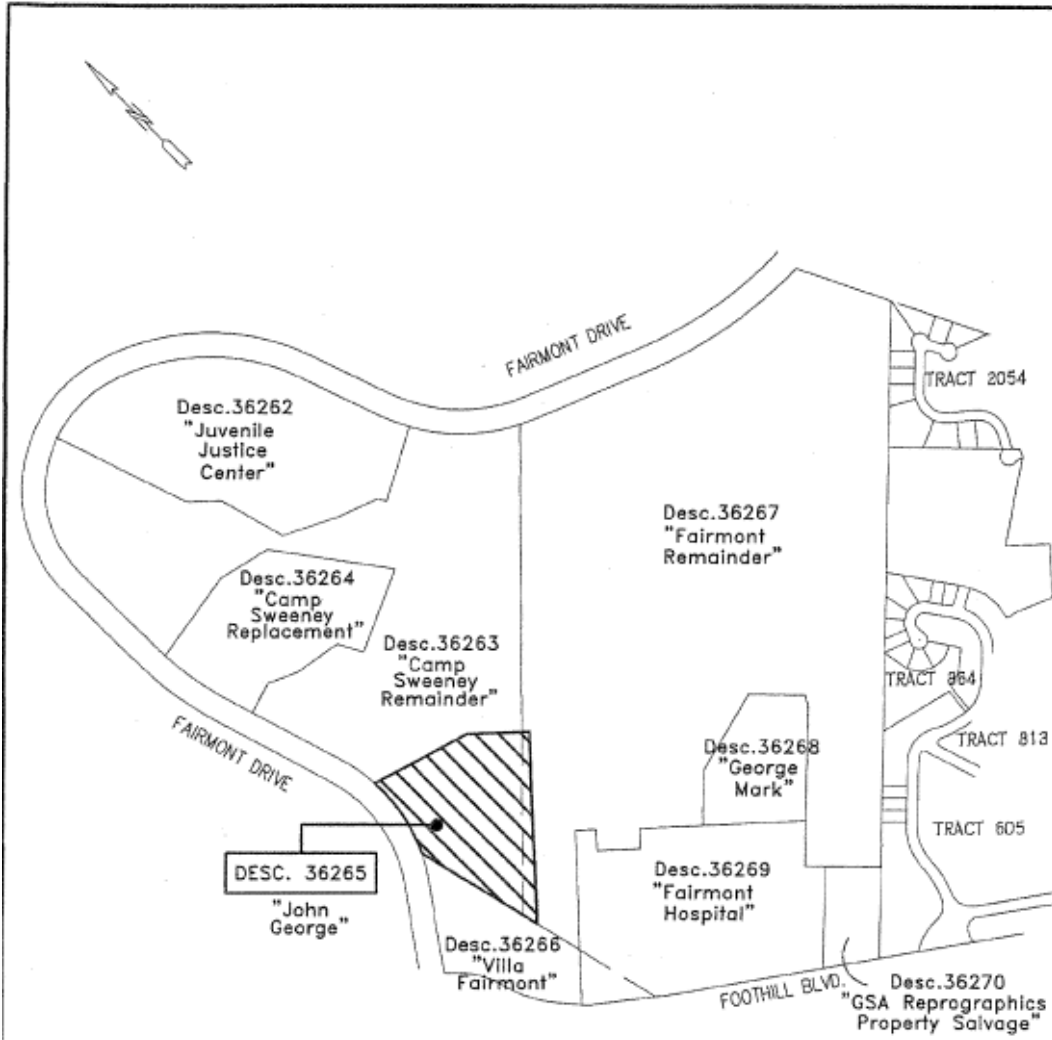 N
FAIRMONT DRIVE
TRACT 2054
Desc.36262
"Juvenile
Justice
Center"
Desc.36267
"Fairmont
Remainder"
Desc.36264
"Camp
Sweeney
Replacement"
Desc.36263
"Camp
Sweeney
Remainder"
TRACT 864
FAIRMONT DRIVE
Desc.36268
"George
Mark"
TRACT 813
TRACT 605
DESC. 36265
"John
George"
Desc.36269
"Fairmont
Hospital"
Desc.36266
"Villa
Fairmont"
FOOTHILL BLVD.
Desc.36270
"GSA Reprographics
Property Salvage"